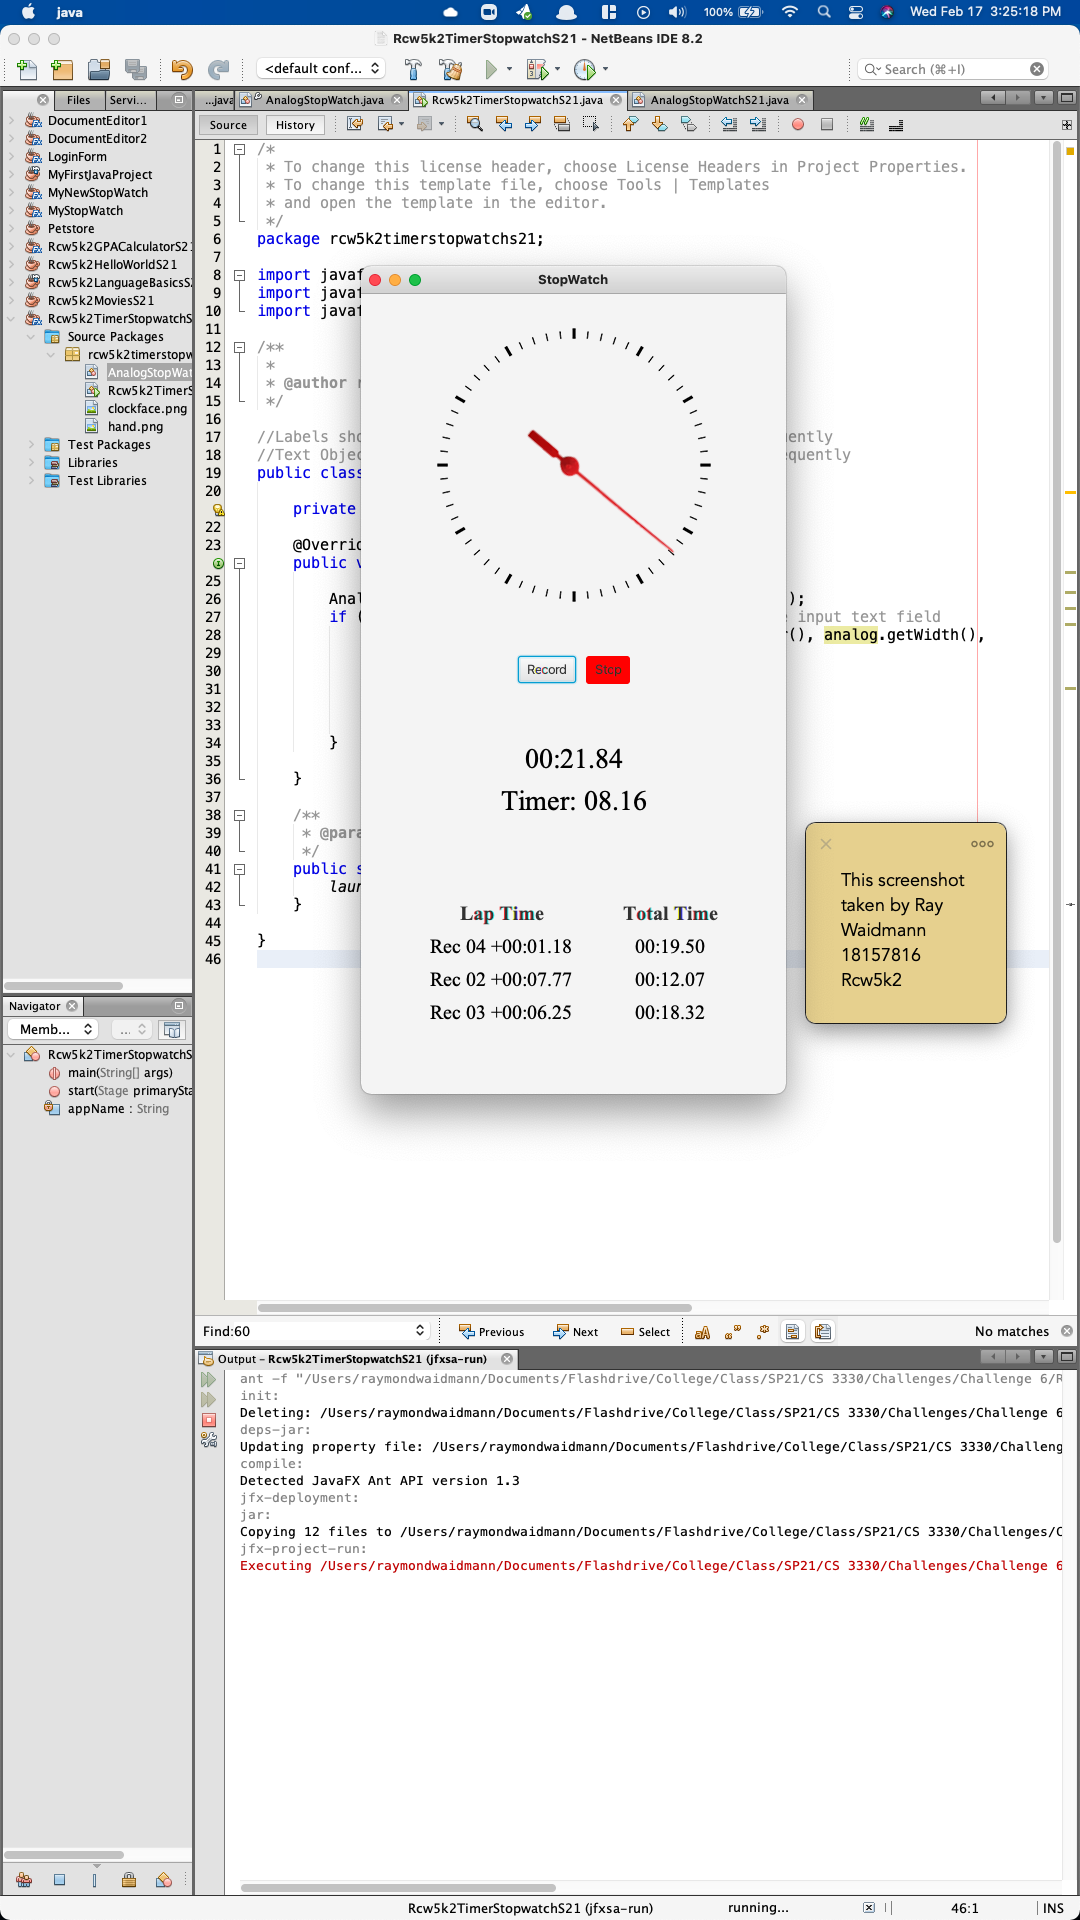 java
100%
Wed Feb 17 3:25:18 PM
Rcw5k2TimerStopwatchS21 - NetBeans IDE 8.2
<default conf...
Search (⌘+I)
Files
Servi...
...java
AnalogStopWatch.java
Rcw5k2TimerStopwatchS21.java
AnalogStopWatchS21.java
Source
History
DocumentEditor1
DocumentEditor2
LoginForm
MyFirstJavaProject
MyNewStopWatch
MyStopWatch
Petstore
Rcw5k2GPACalculatorS21
Rcw5k2HelloWorldS21
Rcw5k2LanguageBasicsS2
Rcw5k2MoviesS21
Rcw5k2TimerStopwatchS
Source Packages
rcw5k2timerstopw
AnalogStopWat
Rcw5k2TimerS
clockface.png
hand.png
Test Packages
Libraries
Test Libraries
1 /*
2 * To change this license header, choose License Headers in Project Properties.
3 * To change this template file, choose Tools | Templates
4 * and open the template in the editor.
5 */
6 package rcw5k2timerstopwatchs21;
7
8 import javaf
9 import javaf
10 import javaf
11
12 /**
13 *
14 * @author r
15 */
16
17 //Labels sho ently
18 //Text Objec quently
19 public class
20
private
22
23 @Overrid
public v
25
26 Anal );
27 if ( input text field
28 r(), analog.getWidth(),
29
30
31
32
33
34 }
35
36 }
37
38 /**
39 * @para
40 */
41 public s
42 laun
43 }
44
45 }
46
StopWatch
Record
Stop
00:21.84
Timer: 08.16
Lap Time Total Time
Rec 04 +00:01.18 00:19.50
Rec 02 +00:07.77 00:12.07
Rec 03 +00:06.25 00:18.32
This screenshot
taken by Ray
Waidmann
18157816
Rcw5k2
Navigator
Memb...
...
Rcw5k2TimerStopwatchS
main(String[] args)
start(Stage primarySta
appName : String
Find:60
Previous
Next
Select
No matches
Output - Rcw5k2TimerStopwatchS21 (jfxsa-run)
ant -f "/Users/raymondwaidmann/Documents/Flashdrive/College/Class/SP21/CS 3330/Challenges/Challenge 6/R
init:
Deleting: /Users/raymondwaidmann/Documents/Flashdrive/College/Class/SP21/CS 3330/Challenges/Challenge 6
deps-jar:
Updating property file: /Users/raymondwaidmann/Documents/Flashdrive/College/Class/SP21/CS 3330/Challeng
compile:
Detected JavaFX Ant API version 1.3
jfx-deployment:
jar:
Copying 12 files to /Users/raymondwaidmann/Documents/Flashdrive/College/Class/SP21/CS 3330/Challenges/C
jfx-project-run:
Executing /Users/raymondwaidmann/Documents/Flashdrive/College/Class/SP21/CS 3330/Challenges/Challenge 6
Rcw5k2TimerStopwatchS21 (jfxsa-run)
running...
46:1
INS